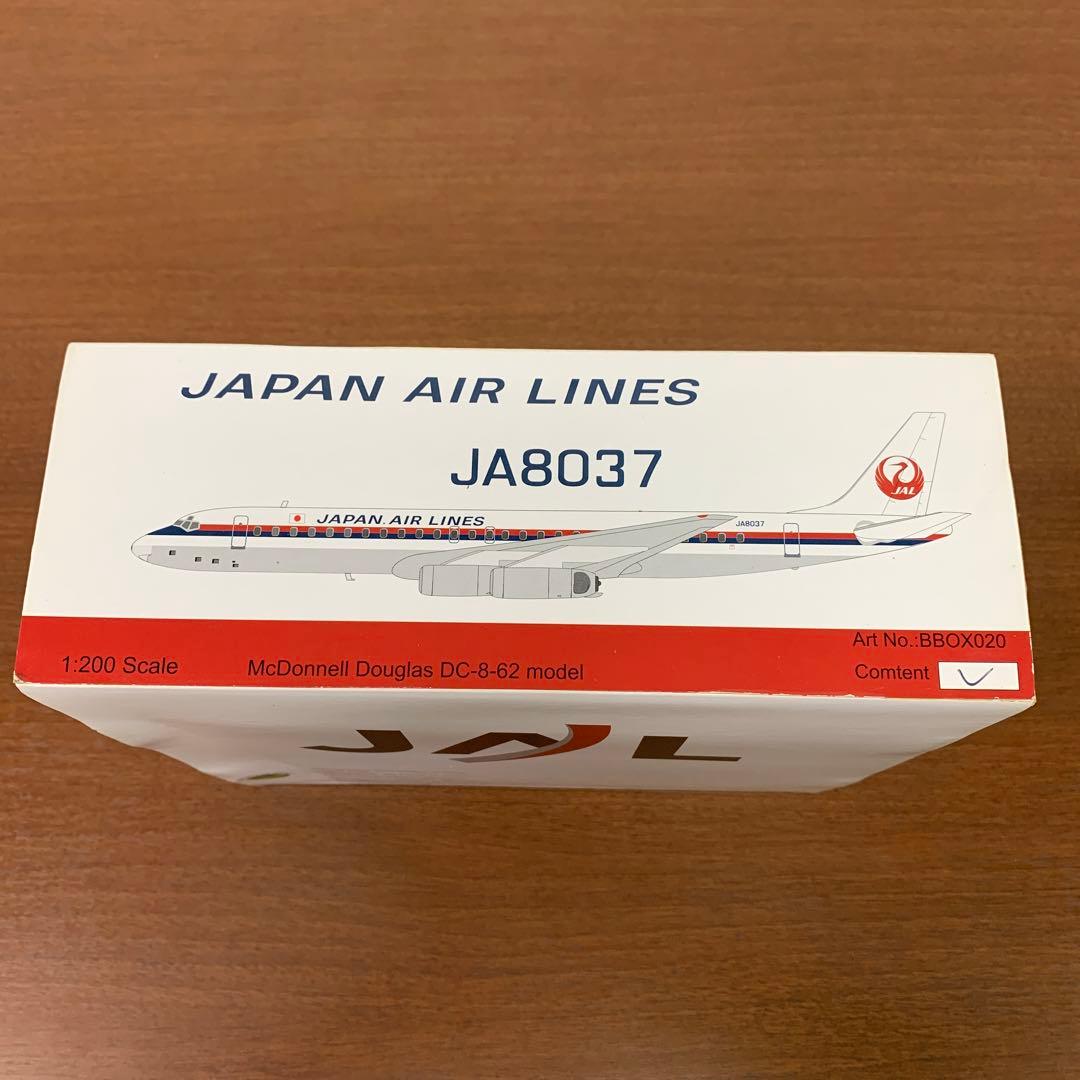 JAPAN AIR LINES
JA8037
JAPAN AIR LINES
JA8037
JAL
Art No.:BBOX020
1:200 Scale
McDonnell Douglas DC-8-62 model
Comtent
JAL